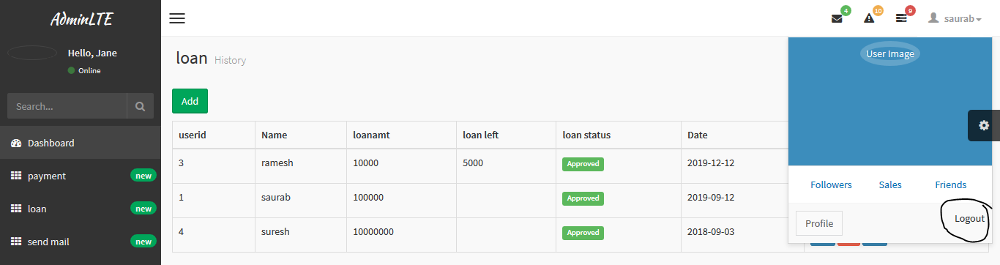 AdminLTE
4
10
9
saurab
Hello, Jane
Online
Search...
Dashboard
payment new
loan new
send mail new
loan History
Add
userid Name loanamt loan left loan status Date
3 ramesh 10000 5000 Approved 2019-12-12
1 saurab 100000 Approved 2019-09-12
4 suresh 10000000 Approved 2018-09-03
User Image
Followers Sales Friends
Profile Logout